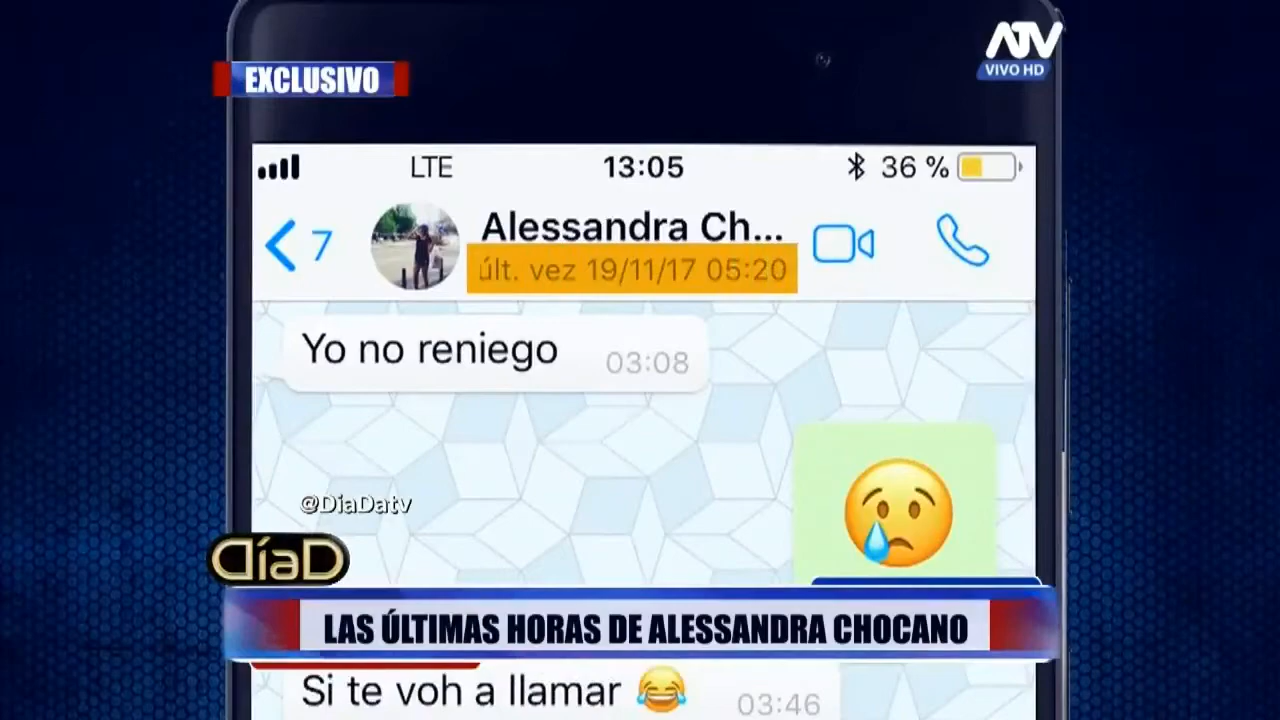 ATV
VIVO HD
EXCLUSIVO
LTE
13:05
36 %
7
Alessandra Ch...
últ. vez 19/11/17 05:20
Yo no reniego
03:08
@DiaDatv
DíaD
LAS ÚLTIMAS HORAS DE ALESSANDRA CHOCANO
Si te voh a llamar 😂
03:46